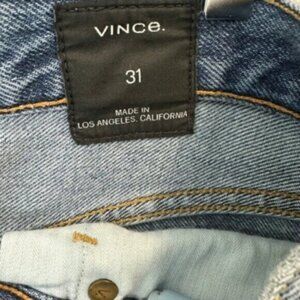 VINCE.
31
MADE IN
LOS ANGELES, CALIFORNIA